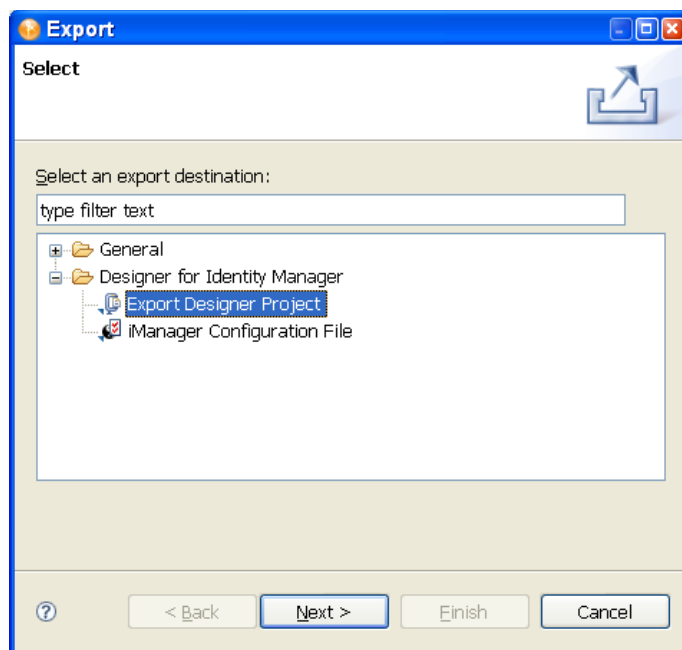 Export
Select
Select an export destination:
type filter text
General
Designer for Identity Manager
Export Designer Project
iManager Configuration File
< Back Next > Finish Cancel